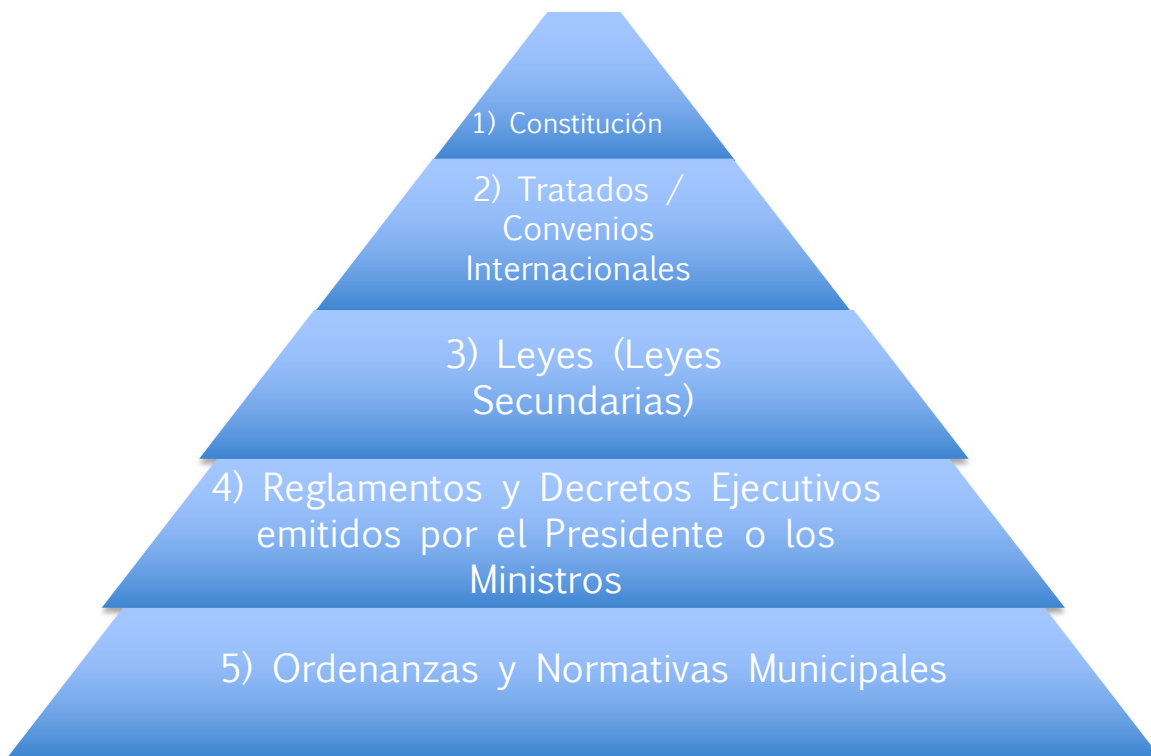 1) Constitución
2) Tratados /
Convenios
Internacionales
3) Leyes (Leyes
Secundarias)
4) Reglamentos y Decretos Ejecutivos
emitidos por el Presidente o los
Ministros
5) Ordenanzas y Normativas Municipales